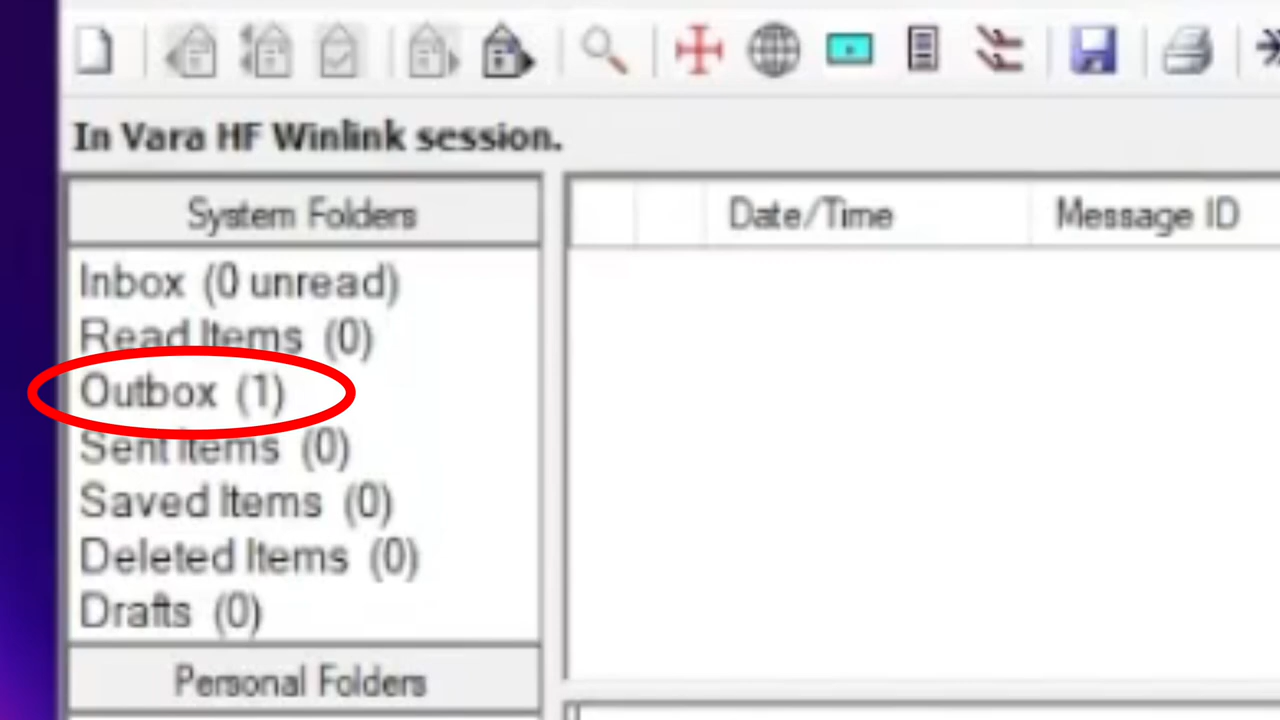 In Vara HF Winlink session.
System Folders
Date/Time
Message ID
Inbox (0 unread)
Read Items (0)
Outbox (1)
Sent Items (0)
Saved Items (0)
Deleted Items (0)
Drafts (0)
Personal Folders